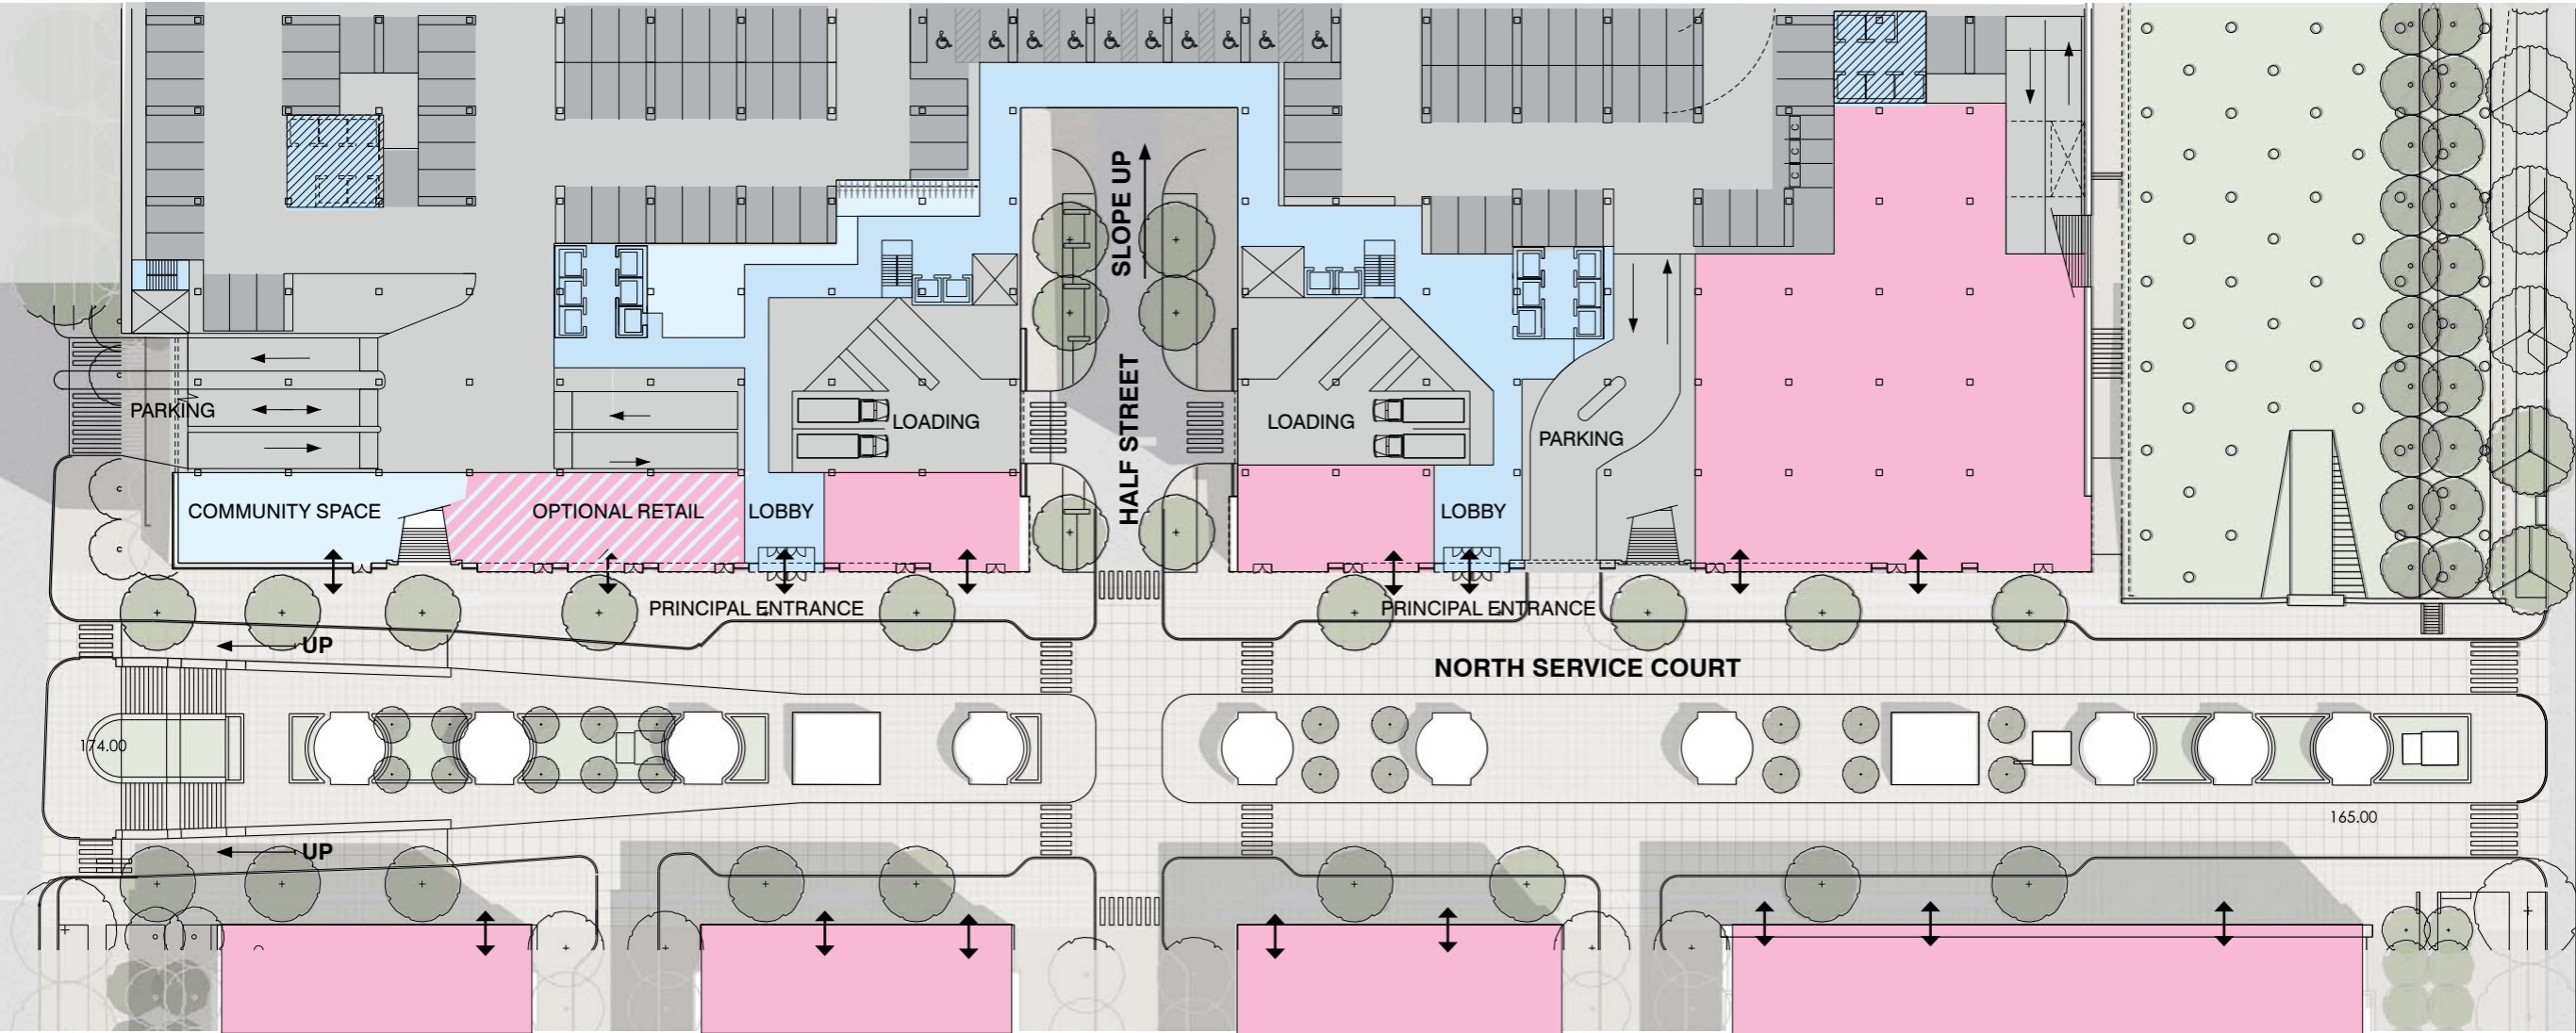 SLOPE UP
HALF STREET
PARKING
LOADING
LOADING
PARKING
COMMUNITY SPACE
OPTIONAL RETAIL
LOBBY
LOBBY
PRINCIPAL ENTRANCE
PRINCIPAL ENTRANCE
UP
NORTH SERVICE COURT
174.00
165.00
UP
C
C
C
C
C
C
C